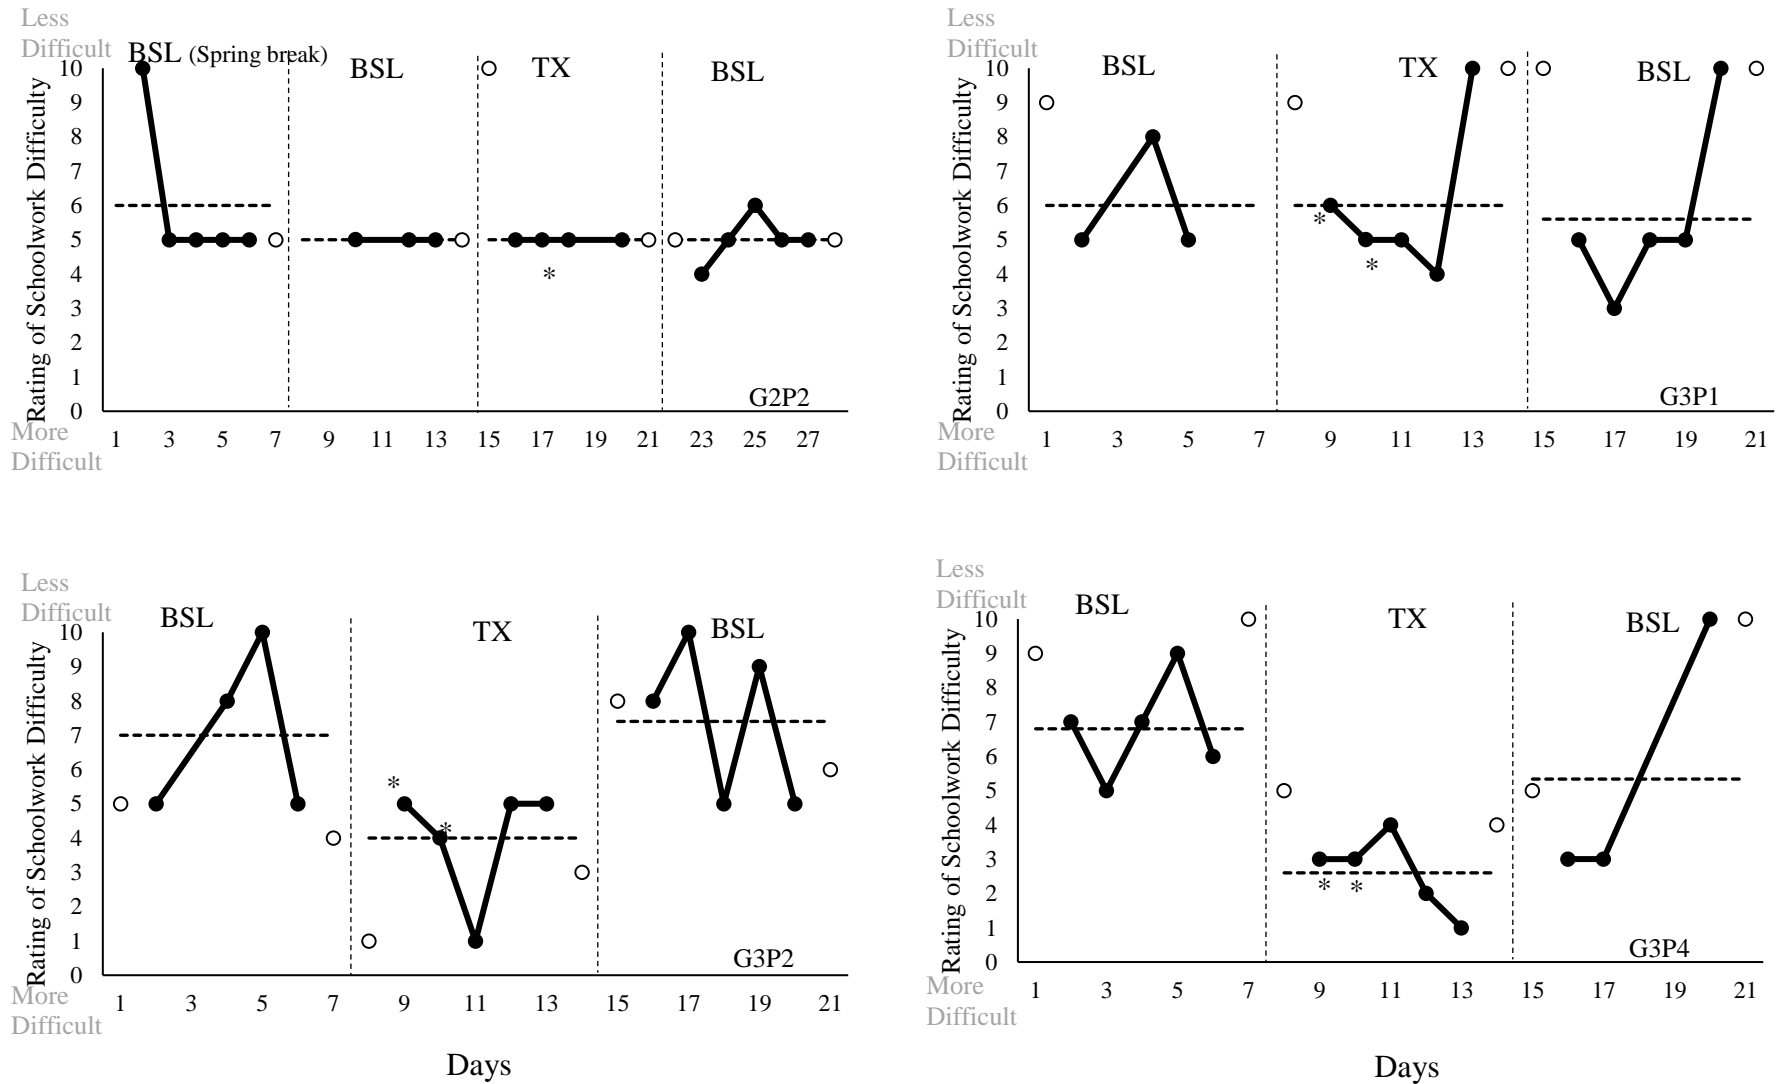 Less
Difficult
BSL (Spring break)
BSL
TX
BSL
Rating of Schoolwork Difficulty
10
9
8
7
6
5
4
3
2
1
0
*
G2P2
More
Difficult
1 3 5 7 9 11 13 15 17 19 21 23 25 27
Less
Difficult
BSL
TX
BSL
Rating of Schoolwork Difficulty
10
9
8
7
6
5
4
3
2
1
0
*
*
G3P1
More
Difficult
1 3 5 7 9 11 13 15 17 19 21
Less
Difficult
BSL
TX
BSL
Rating of Schoolwork Difficulty
10
9
8
7
6
5
4
3
2
1
0
*
*
G3P2
More
Difficult
1 3 5 7 9 11 13 15 17 19 21
Days
Less
Difficult
BSL
TX
BSL
Rating of Schoolwork Difficulty
10
9
8
7
6
5
4
3
2
1
0
* *
G3P4
More
Difficult
1 3 5 7 9 11 13 15 17 19 21
Days